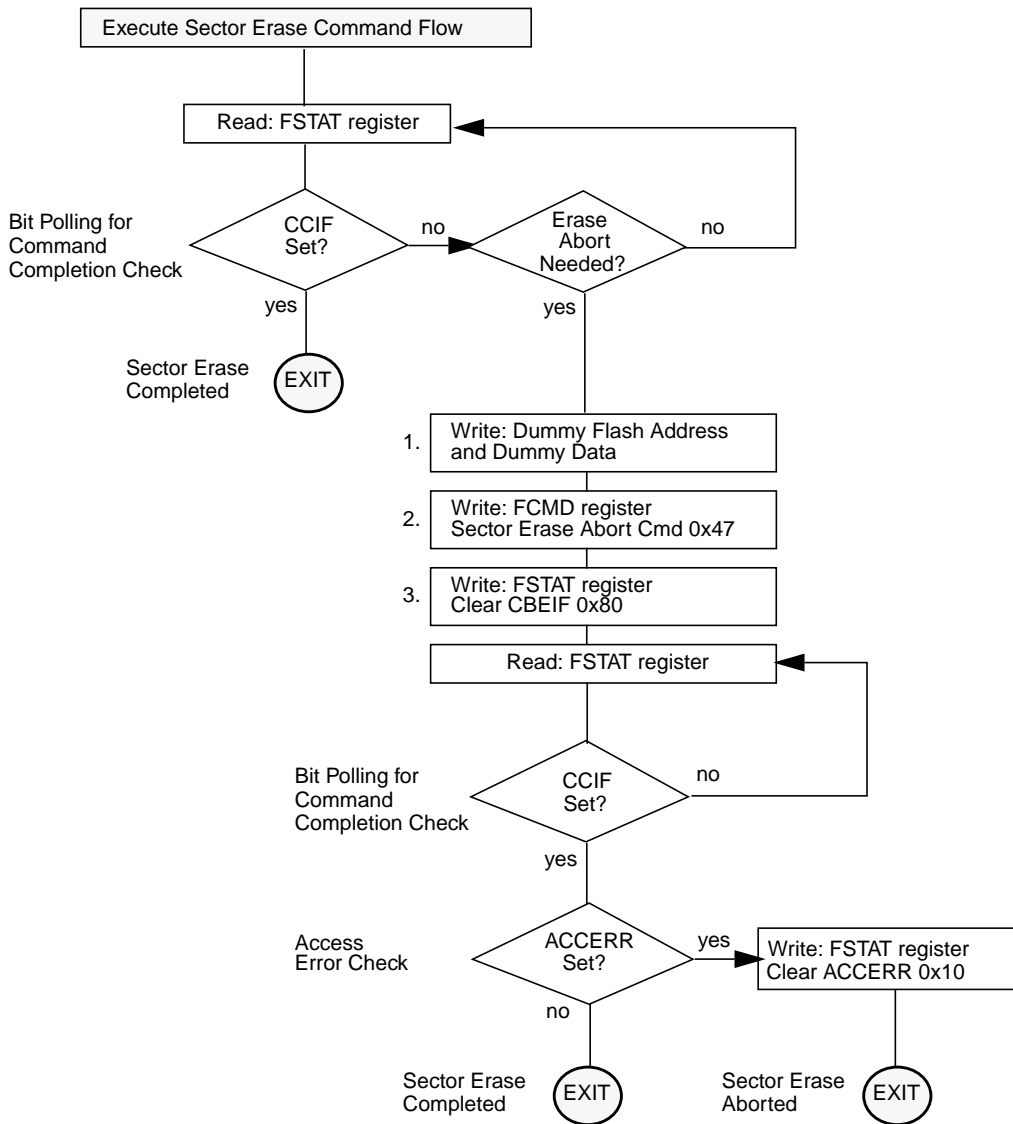 Execute Sector Erase Command Flow
Read: FSTAT register
Bit Polling for
Command
Completion Check
CCIF
Set?
no
yes
Erase
Abort
Needed?
no
yes
Sector Erase
Completed
EXIT
1.
Write: Dummy Flash Address
and Dummy Data
2.
Write: FCMD register
Sector Erase Abort Cmd 0x47
3.
Write: FSTAT register
Clear CBEIF 0x80
Read: FSTAT register
Bit Polling for
Command
Completion Check
CCIF
Set?
no
yes
Access
Error Check
ACCERR
Set?
yes
no
Write: FSTAT register
Clear ACCERR 0x10
Sector Erase
Completed
EXIT
Sector Erase
Aborted
EXIT